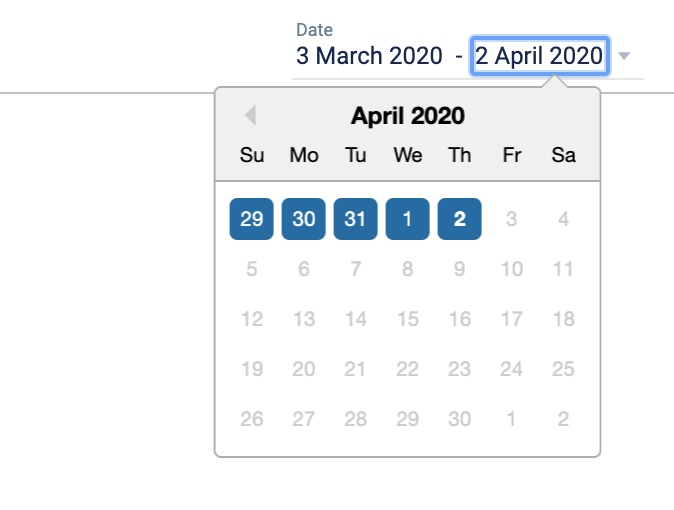 Date
3 March 2020 - 2 April 2020
April 2020
Su Mo Tu We Th Fr Sa
29 30 31 1 2 3 4
5 6 7 8 9 10 11
12 13 14 15 16 17 18
19 20 21 22 23 24 25
26 27 28 29 30 1 2